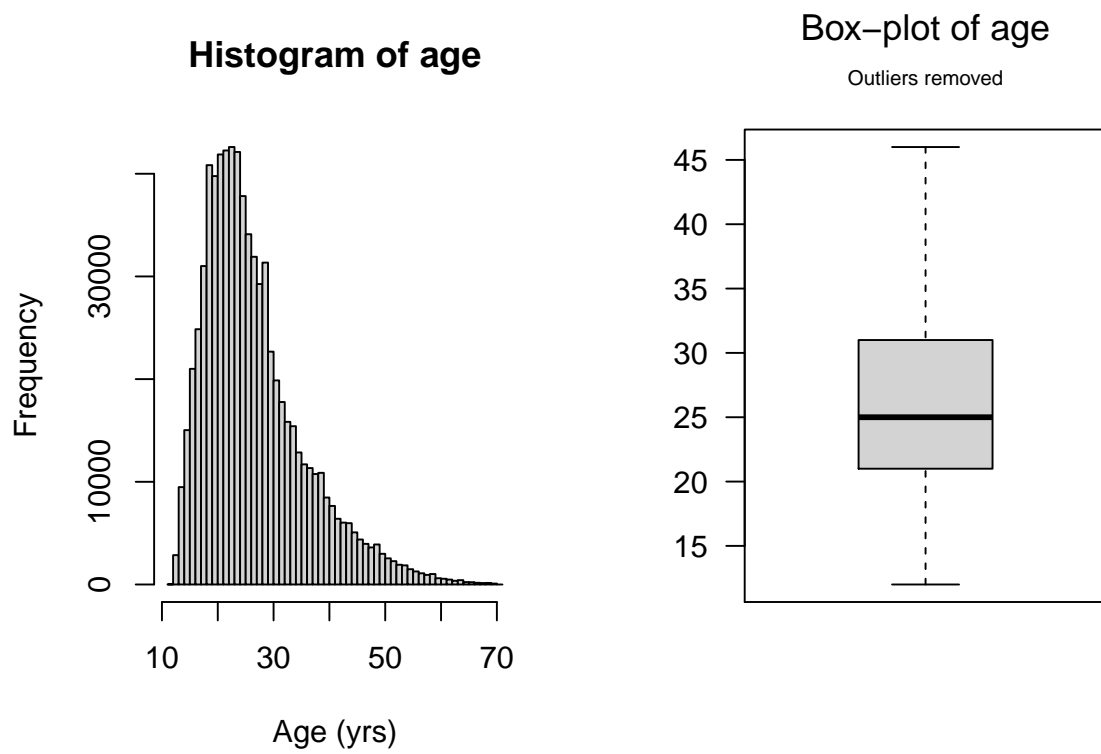 Histogram of age
Frequency
0
10000
30000
10
30
50
70
Age (yrs)
Box−plot of age
Outliers removed
45
40
35
30
25
20
15